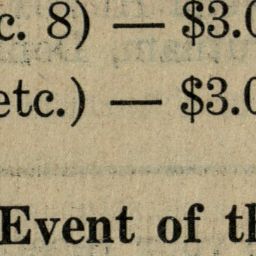 c. 8) — $3.0
etc.) — $3.0
Event of th